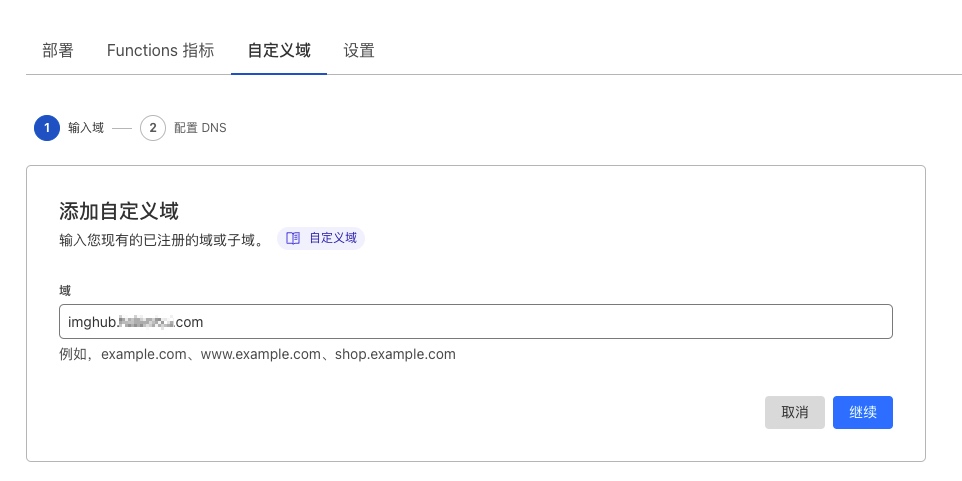 部署 Functions 指标 自定义域 设置
1 输入域 2 配置 DNS
添加自定义域
输入您现有的已注册的域或子域。 自定义域
域
imghub. .com
例如，example.com、www.example.com、shop.example.com
取消 继续